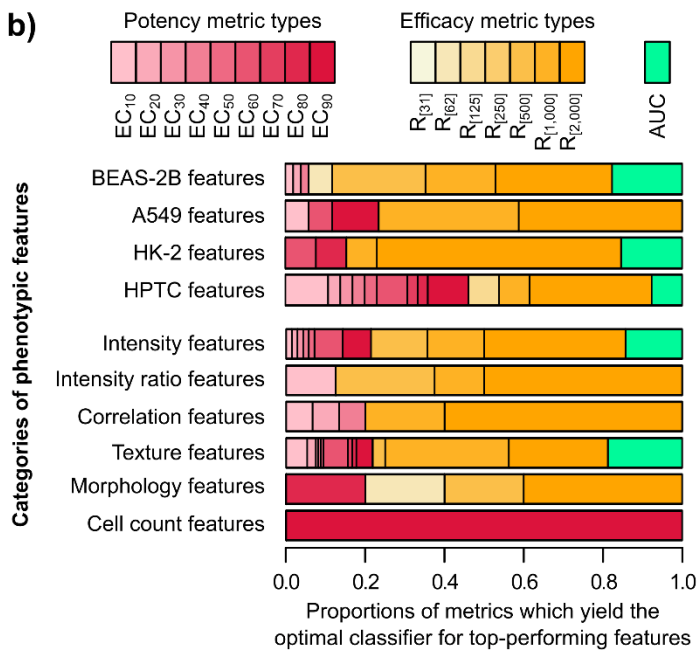 b)
Potency metric types
Efficacy metric types
EC10
EC20
EC30
EC40
EC50
EC60
EC70
EC80
EC90
R[31]
R[62]
R[125]
R[250]
R[500]
R[1,000]
R[2,000]
AUC
Categories of phenotypic features
BEAS-2B features
A549 features
HK-2 features
HPTC features
Intensity features
Intensity ratio features
Correlation features
Texture features
Morphology features
Cell count features
0.0 0.2 0.4 0.6 0.8 1.0
Proportions of metrics which yield the
optimal classifier for top-performing features